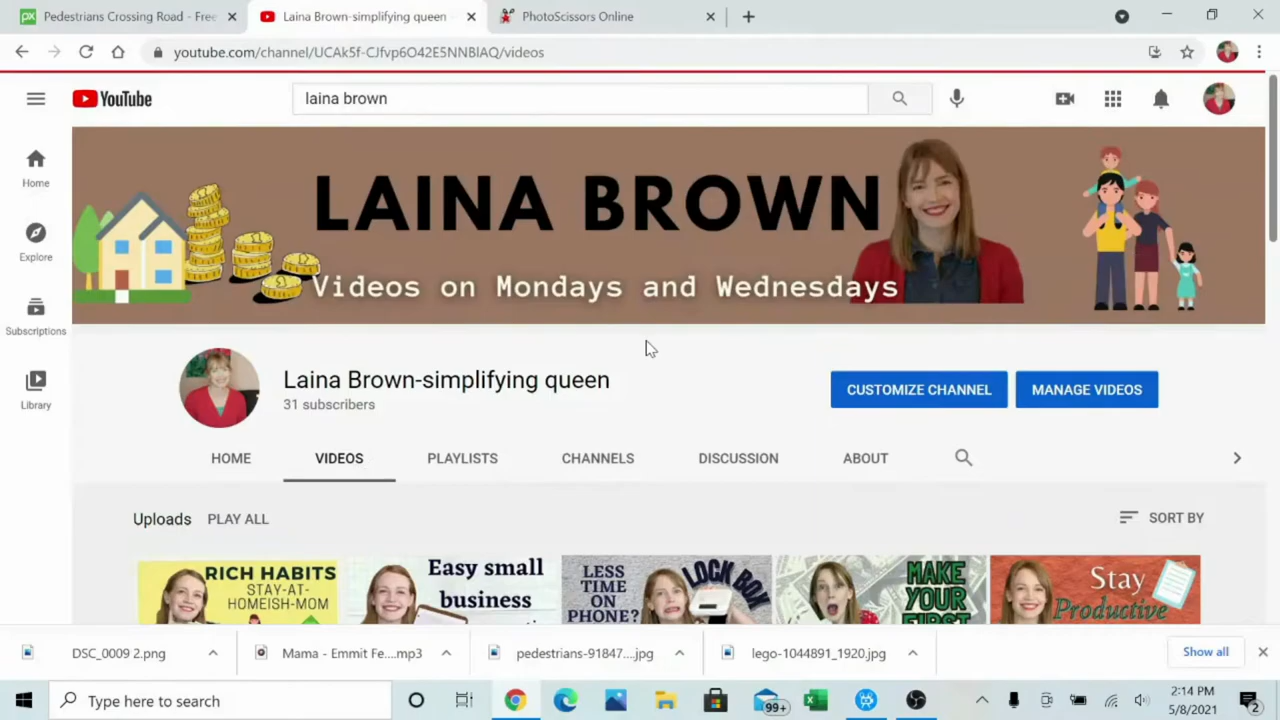 Pedestrians Crossing Road - Free
Laina Brown-simplifying queen
PhotoScissors Online
youtube.com/channel/UCAk5f-CJfvp6O42E5NNBlAQ/videos
YouTube
laina brown
LAINA BROWN
Videos on Mondays and Wednesdays
Home
Explore
Subscriptions
Library
Laina Brown-simplifying queen
31 subscribers
CUSTOMIZE CHANNEL
MANAGE VIDEOS
HOME
VIDEOS
PLAYLISTS
CHANNELS
DISCUSSION
ABOUT
Uploads
PLAY ALL
SORT BY
RICH HABITS
STAY-AT-
HOMEISH-MOM
Easy small
business
LESS
TIME
ON
PHONE?
LOCK BOX
MAKE
YOUR
FIRST
Stay
Productive
DSC_0009 2.png
Mama - Emmit Fe....mp3
pedestrians-91847....jpg
lego-1044891_1920.jpg
Show all
Type here to search
99+
2:14 PM
5/8/2021
2